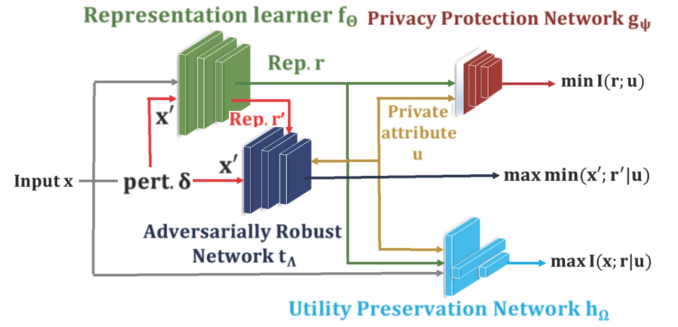 Representation learner fΘ
Privacy Protection Network gψ
Rep. r
min I(r; u)
x′
Rep. r′
Private
attribute
u
x′
Input x
pert. δ
max min(x′; r′|u)
Adversarially Robust
Network tΛ
max I(x; r|u)
Utility Preservation Network hΩ